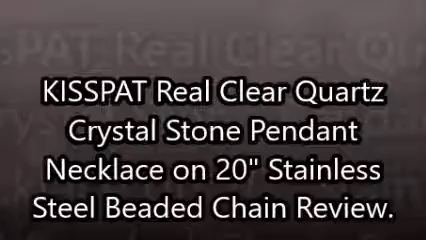 KISSPAT Real Clear Quartz
Crystal Stone Pendant
Necklace on 20" Stainless
Steel Beaded Chain Review.